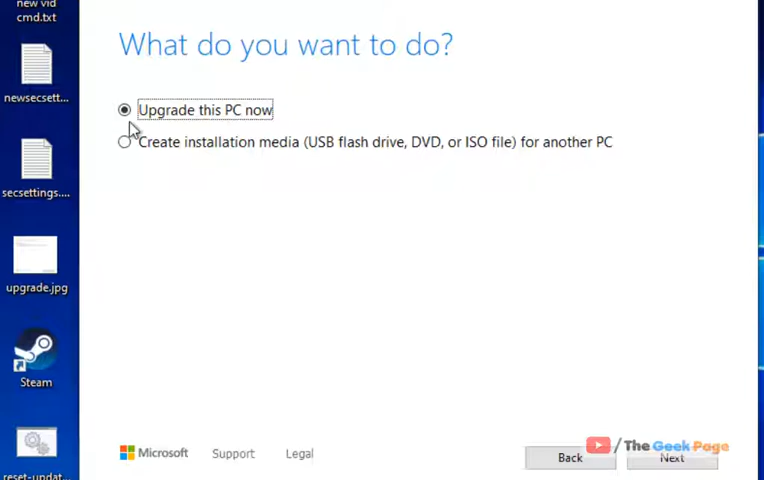 new vid
cmd.txt
What do you want to do?
Upgrade this PC now
newsecsett...
Create installation media (USB flash drive, DVD, or ISO file) for another PC
secsettings....
upgrade.jpg
Steam
Microsoft
Support
Legal
/The Geek Page
Back
Next
reset-updat...